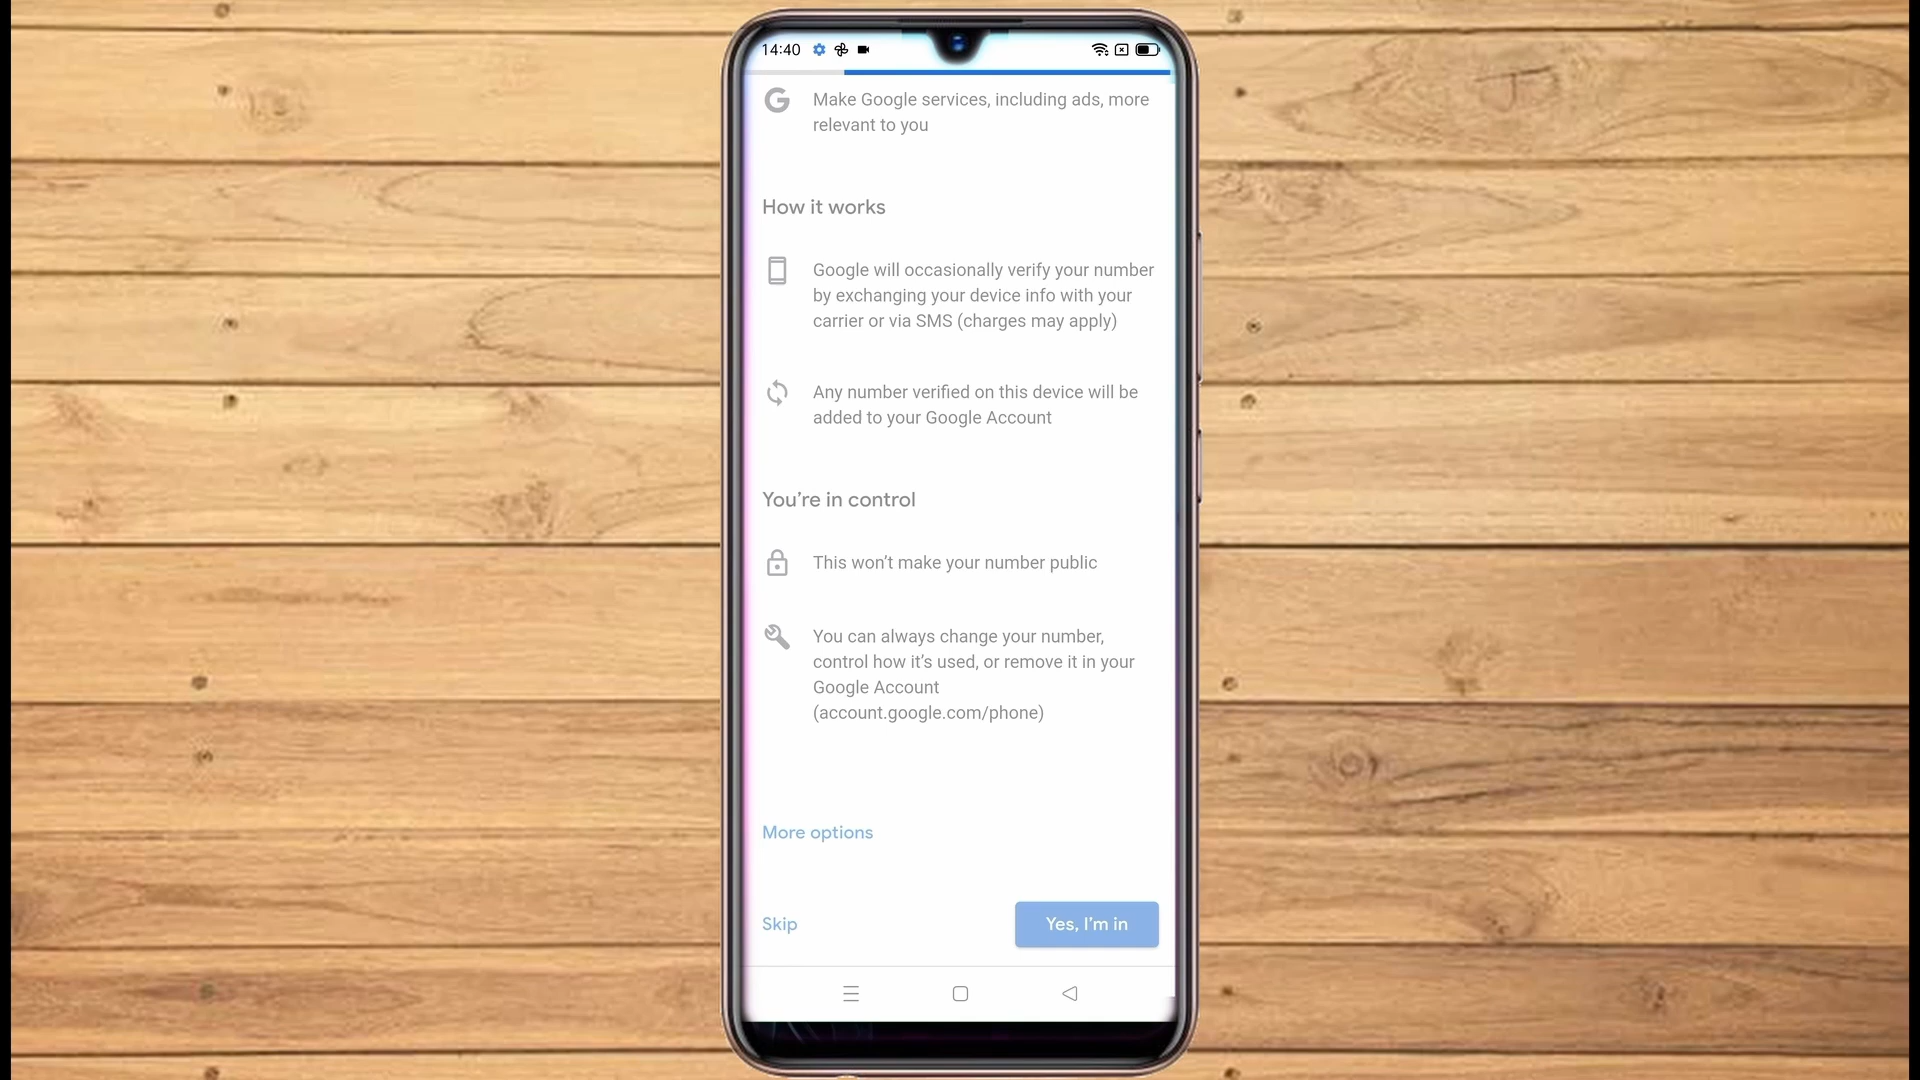 14:40
Make Google services, including ads, more
relevant to you
How it works
Google will occasionally verify your number
by exchanging your device info with your
carrier or via SMS (charges may apply)
Any number verified on this device will be
added to your Google Account
You’re in control
This won’t make your number public
You can always change your number,
control how it’s used, or remove it in your
Google Account
(account.google.com/phone)
More options
Skip
Yes, I’m in